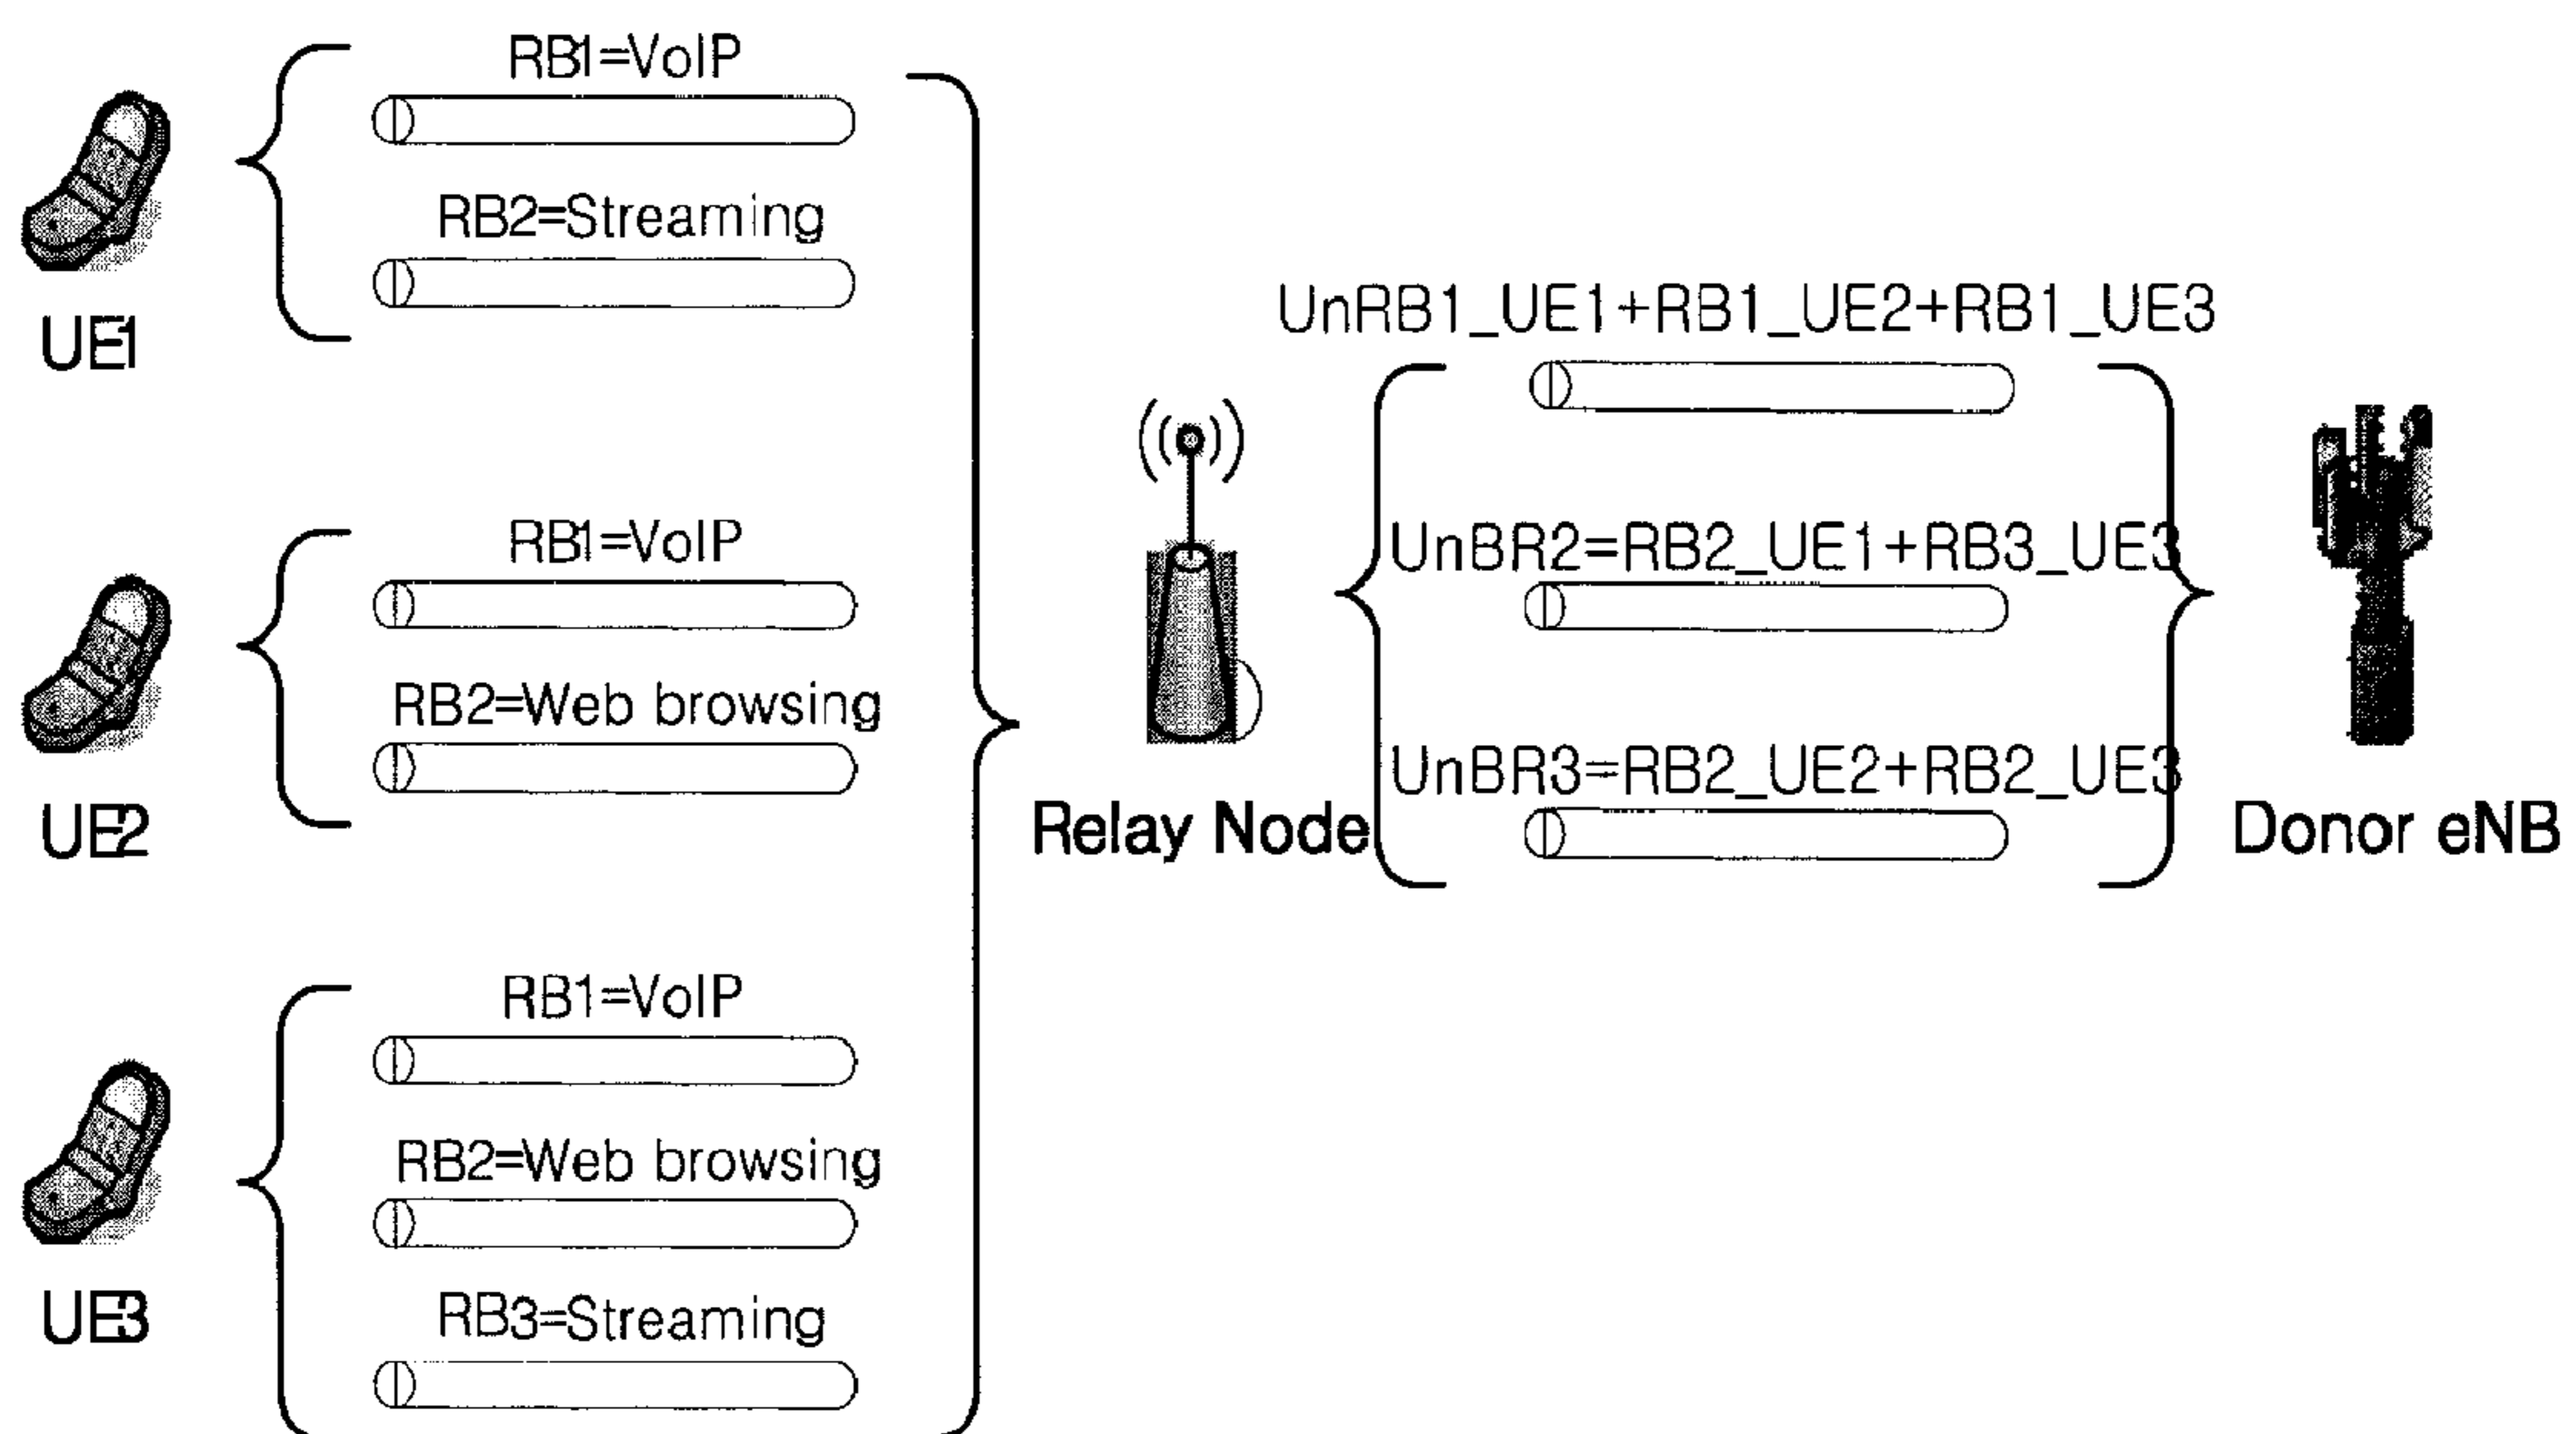 RB1=VoIP
RB2=Streaming
UE1
RB1=VoIP
RB2=Web browsing
UE2
RB1=VoIP
RB2=Web browsing
RB3=Streaming
UE3
Relay Node
UnRB1_UE1+RB1_UE2+RB1_UE3
UnBR2=RB2_UE1+RB3_UE3
UnBR3=RB2_UE2+RB2_UE3
Donor eNB